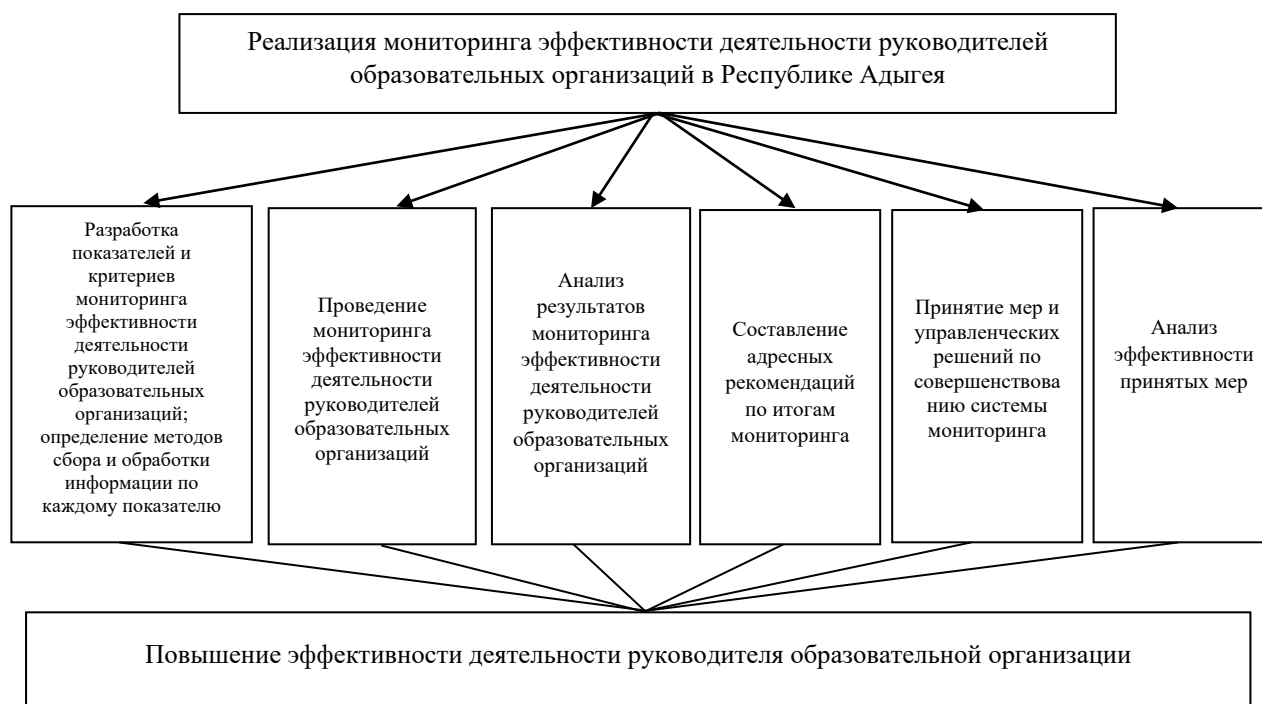 Реализация мониторинга эффективности деятельности руководителей
образовательных организаций в Республике Адыгея
Разработка
показателей и
критериев
мониторинга
эффективности
деятельности
руководителей
образовательных
организаций;
определение методов
сбора и обработки
информации по
каждому показателю
Проведение
мониторинга
эффективности
деятельности
руководителей
образовательных
организаций
Анализ
результатов
мониторинга
эффективности
деятельности
руководителей
образовательных
организаций
Составление
адресных
рекомендаций
по итогам
мониторинга
Принятие мер и
управленческих
решений по
совершенствова
нию системы
мониторинга
Анализ
эффективности
принятых мер
Повышение эффективности деятельности руководителя образовательной организации